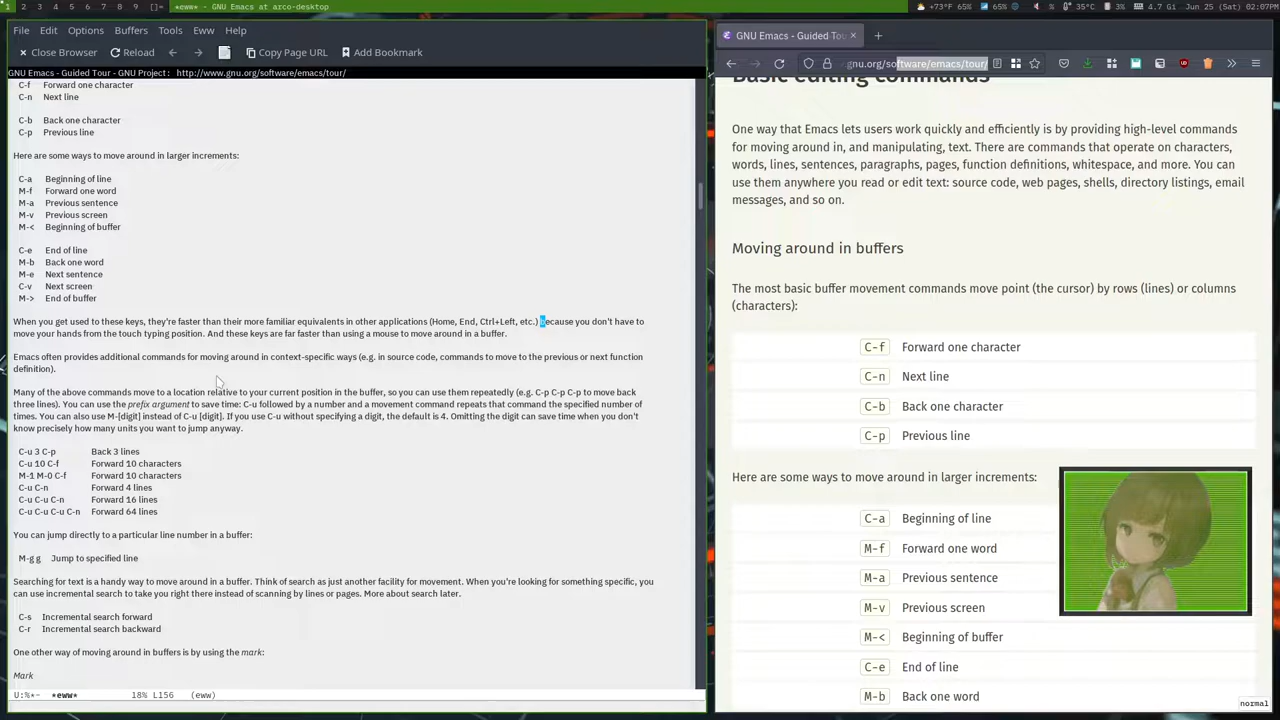 1 2 3 4 5 6 7 8 9 []= *eww* - GNU Emacs at arco-desktop
+73°F 65% 65% 35°C 3% 4.7 Gi Jun 25 (Sat) 02:07PM
File Edit Options Buffers Tools Eww Help
Close Browser Reload Copy Page URL Add Bookmark
GNU Emacs - Guided Tour - GNU Project: http://www.gnu.org/software/emacs/tour/
C-f Forward one character
C-n Next line
C-b Back one character
C-p Previous line
Here are some ways to move around in larger increments:
C-a Beginning of line
M-f Forward one word
M-a Previous sentence
M-v Previous screen
M-< Beginning of buffer
C-e End of line
M-b Back one word
M-e Next sentence
C-v Next screen
M-> End of buffer
When you get used to these keys, they're faster than their more familiar equivalents in other applications (Home, End, Ctrl+Left, etc.) because you don't have to
move your hands from the touch typing position. And these keys are far faster than using a mouse to move around in a buffer.
Emacs often provides additional commands for moving around in context-specific ways (e.g. in source code, commands to move to the previous or next function
definition).
Many of the above commands move to a location relative to your current position in the buffer, so you can use them repeatedly (e.g. C-p C-p C-p to move back
three lines). You can use the prefix argument to save time: C-u followed by a number and a movement command repeats that command the specified number of
times. You can also use M-[digit] instead of C-u [digit]. If you use C-u without specifying a digit, the default is 4. Omitting the digit can save time when you don't
know precisely how many units you want to jump anyway.
C-u 3 C-p Back 3 lines
C-u 10 C-f Forward 10 characters
M-1 M-0 C-f Forward 10 characters
C-u C-n Forward 4 lines
C-u C-u C-n Forward 16 lines
C-u C-u C-u C-n Forward 64 lines
You can jump directly to a particular line number in a buffer:
M-g g Jump to specified line
Searching for text is a handy way to move around in a buffer. Think of search as just another facility for movement. When you're looking for something specific, you
can use incremental search to take you right there instead of scanning by lines or pages. More about search later.
C-s Incremental search forward
C-r Incremental search backward
One other way of moving around in buffers is by using the mark:
Mark
U:%*- *eww* 18% L156 (eww)
GNU Emacs - Guided Tou
gnu.org/software/emacs/tour/
Basic editing commands
One way that Emacs lets users work quickly and efficiently is by providing high-level commands
for moving around in, and manipulating, text. There are commands that operate on characters,
words, lines, sentences, paragraphs, pages, function definitions, whitespace, and more. You can
use them anywhere you read or edit text: source code, web pages, shells, directory listings, email
messages, and so on.
Moving around in buffers
The most basic buffer movement commands move point (the cursor) by rows (lines) or columns
(characters):
C-f Forward one character
C-n Next line
C-b Back one character
C-p Previous line
Here are some ways to move around in larger increments:
C-a Beginning of line
M-f Forward one word
M-a Previous sentence
M-v Previous screen
M-< Beginning of buffer
C-e End of line
M-b Back one word
normal